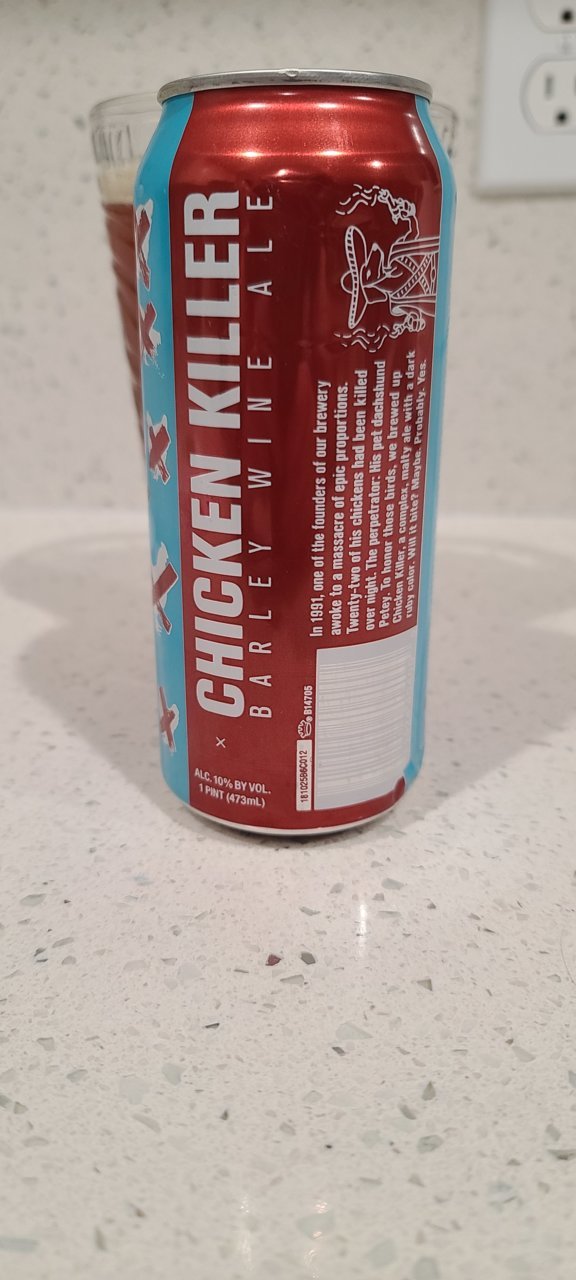 CHICKEN KILLER
BARLEY WINE ALE
In 1991, one of the founders of our brewery
awoke to a massacre of epic proportions.
Twenty-two of his chickens had been killed
over night. The perpetrator: His pet dachshund
Petey. To honor those birds, we brewed up
Chicken Killer, a complex, malty ale with a dark
ruby color. Will it bite? Maybe. Probably. Yes.
ALC. 10% BY VOL.
1 PINT (473mL)
18102586C012
B14705